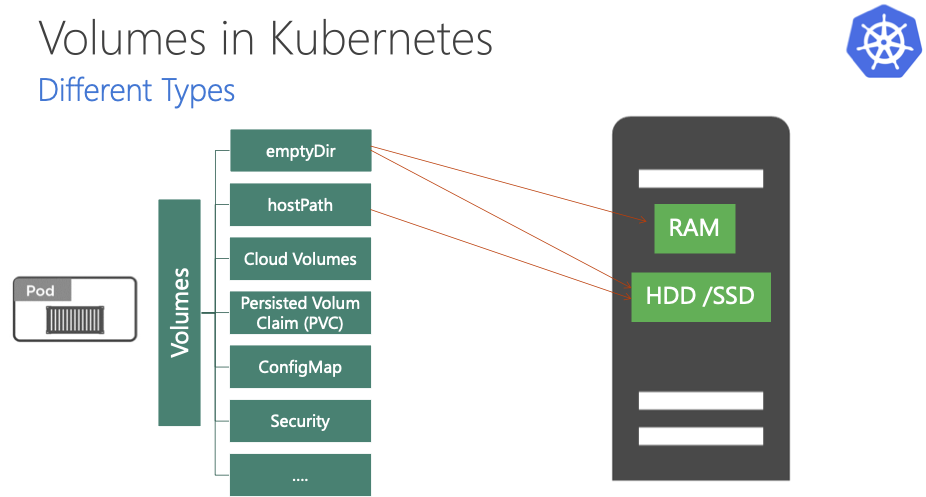 Volumes in Kubernetes
Different Types
Pod
Volumes
emptyDir
hostPath
Cloud Volumes
Persisted Volum
Claim (PVC)
ConfigMap
Security
....
RAM
HDD /SSD